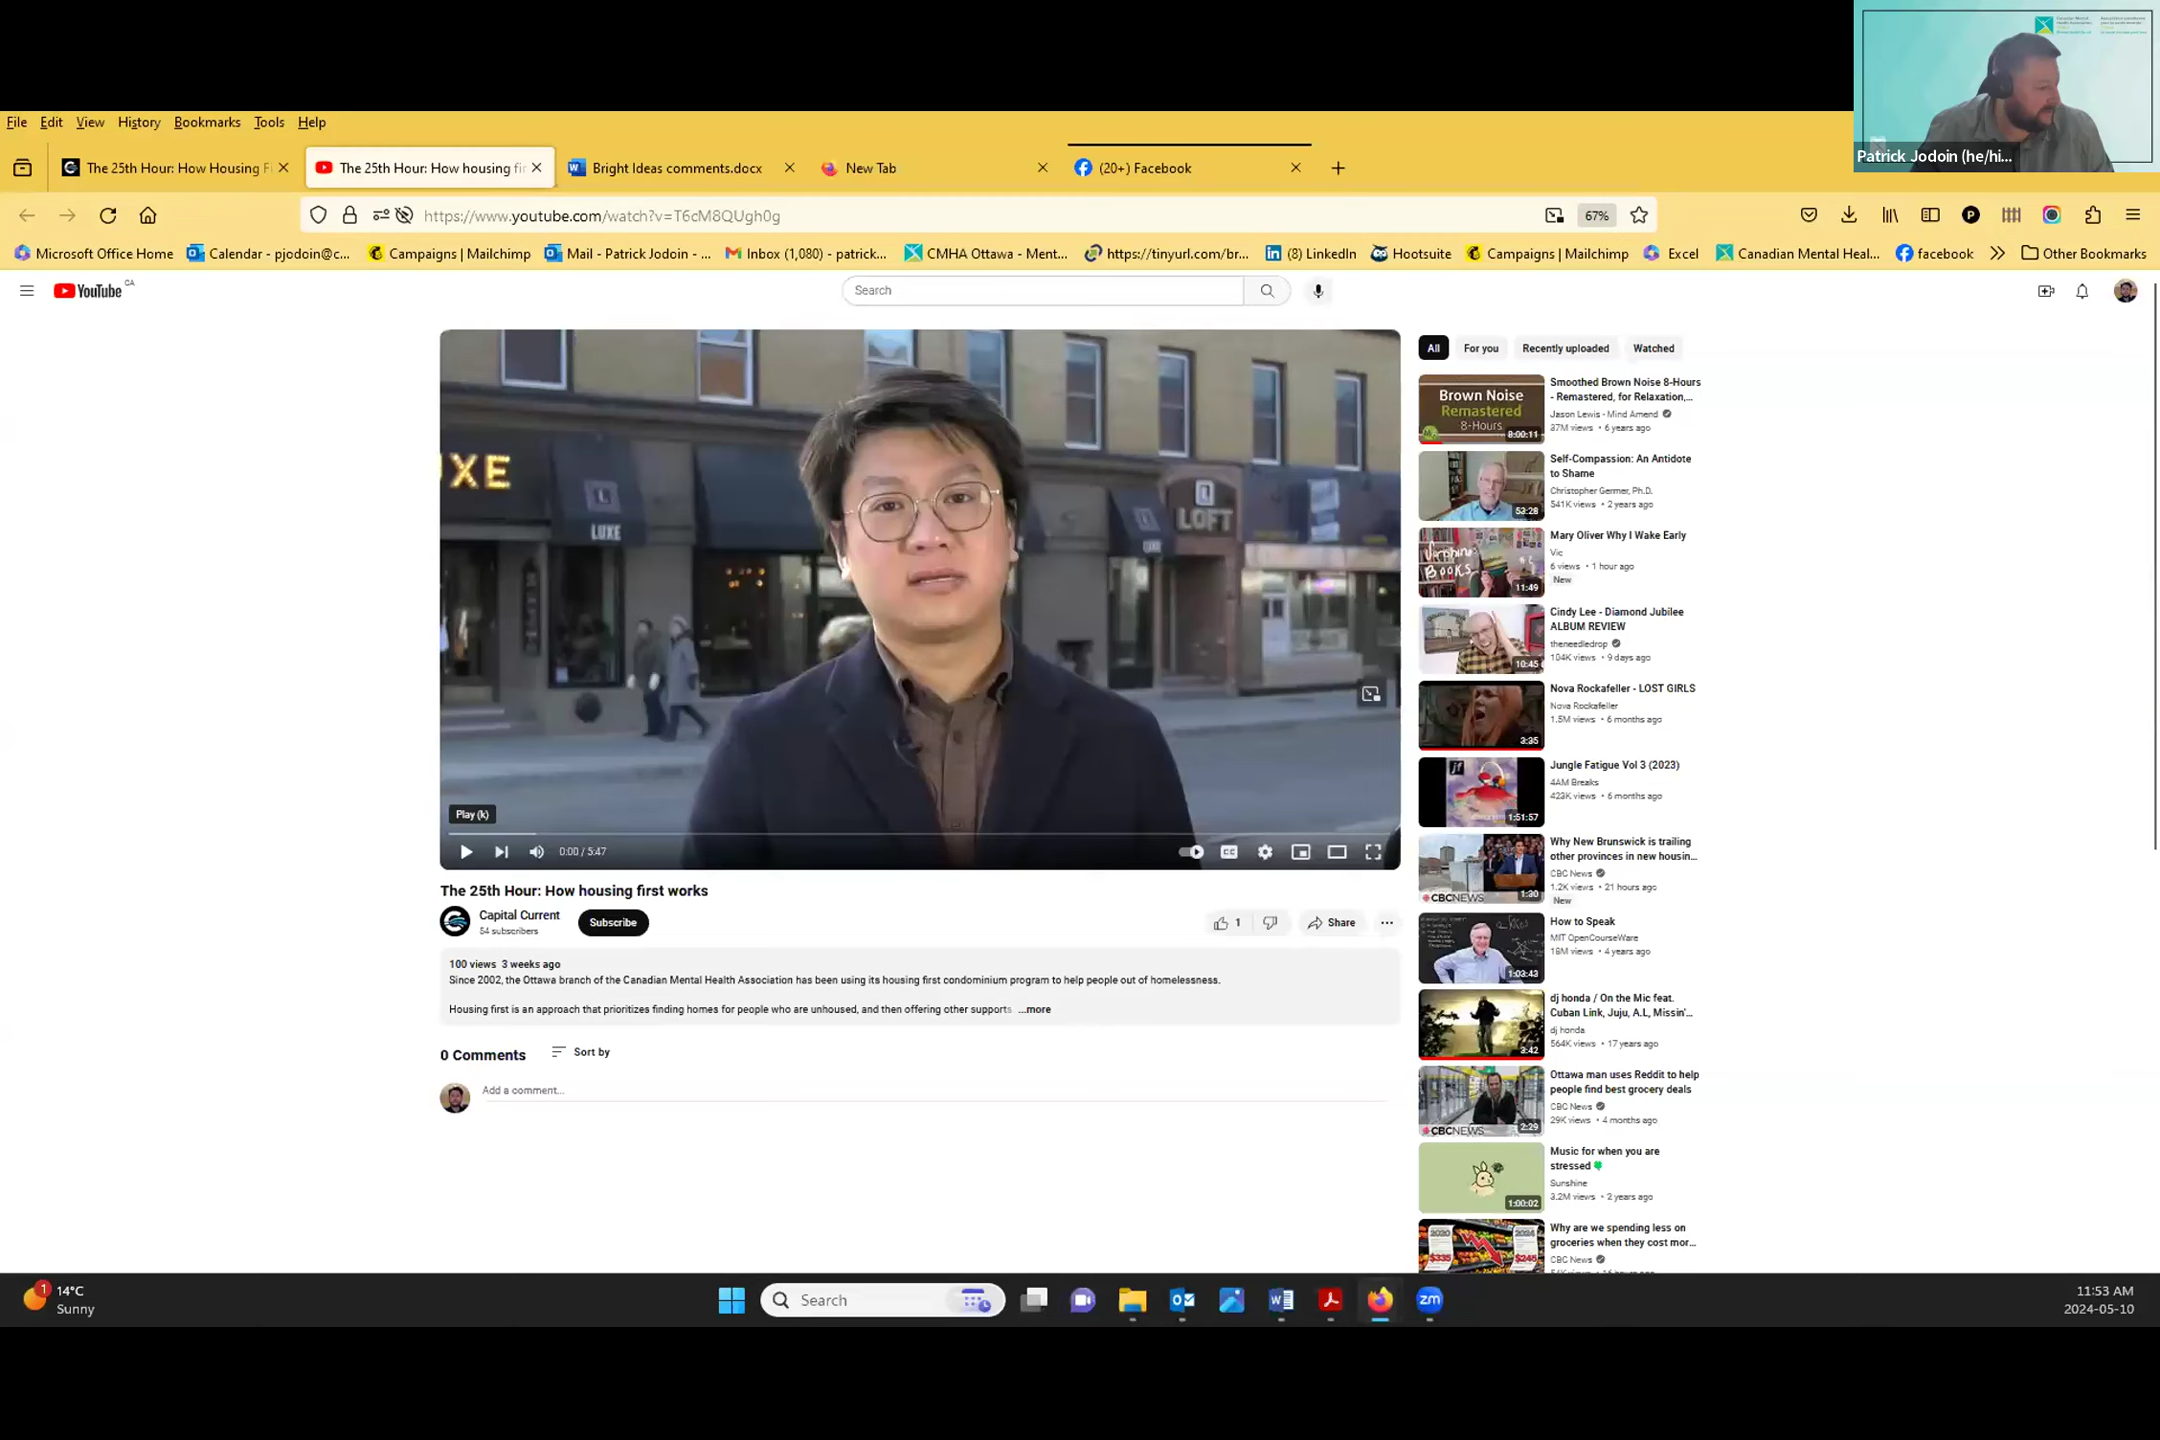 Patrick Jodoin (he/hi...
File Edit View History Bookmarks Tools Help
The 25th Hour: How Housing Fi
The 25th Hour: How housing fir
Bright Ideas comments.docx
New Tab
(20+) Facebook
https://www.youtube.com/watch?v=T6cM8QUgh0g
67%
Microsoft Office Home
Calendar - pjodoin@c...
Campaigns | Mailchimp
Mail - Patrick Jodoin - ...
Inbox (1,080) - patrick...
CMHA Ottawa - Ment...
https://tinyurl.com/br...
(8) LinkedIn
Hootsuite
Campaigns | Mailchimp
Excel
Canadian Mental Heal...
facebook
Other Bookmarks
YouTube CA
Search
UXE
LUXE
LOFT
Play (k)
0:00 / 5:47
The 25th Hour: How housing first works
Capital Current
54 subscribers
Subscribe
1
Share
100 views 3 weeks ago
Since 2002, the Ottawa branch of the Canadian Mental Health Association has been using its housing first condominium program to help people out of homelessness.
Housing first is an approach that prioritizes finding homes for people who are unhoused, and then offering other supports ...more
0 Comments
Sort by
Add a comment...
All
For you
Recently uploaded
Watched
Brown Noise
Remastered
8-Hours
8:00:11
Smoothed Brown Noise 8-Hours
- Remastered, for Relaxation,...
Jason Lewis - Mind Amend
37M views • 6 years ago
53:28
Self-Compassion: An Antidote
to Shame
Christopher Germer, Ph.D.
541K views • 2 years ago
Books
11:49
Mary Oliver Why I Wake Early
Vic
6 views • 1 hour ago
New
10:45
Cindy Lee - Diamond Jubilee
ALBUM REVIEW
theneedledrop
104K views • 9 days ago
3:35
Nova Rockafeller - LOST GIRLS
Nova Rockafeller
1.5M views • 6 months ago
jf
1:51:57
Jungle Fatigue Vol 3 (2023)
4AM Breaks
423K views • 6 months ago
CBCNEWS
1:30
Why New Brunswick is trailing
other provinces in new housin...
CBC News
1.2K views • 21 hours ago
New
1:03:43
How to Speak
MIT OpenCourseWare
18M views • 4 years ago
3:42
dj honda / On the Mic feat.
Cuban Link, Juju, A.L, Missin'...
dj honda
564K views • 17 years ago
CBCNEWS
2:29
Ottawa man uses Reddit to help
people find best grocery deals
CBC News
29K views • 4 months ago
1:00:02
Music for when you are
stressed
Sunshine
3.2M views • 2 years ago
$335
$245
Why are we spending less on
groceries when they cost mor...
CBC News
1
14°C
Sunny
Search
zm
11:53 AM
2024-05-10